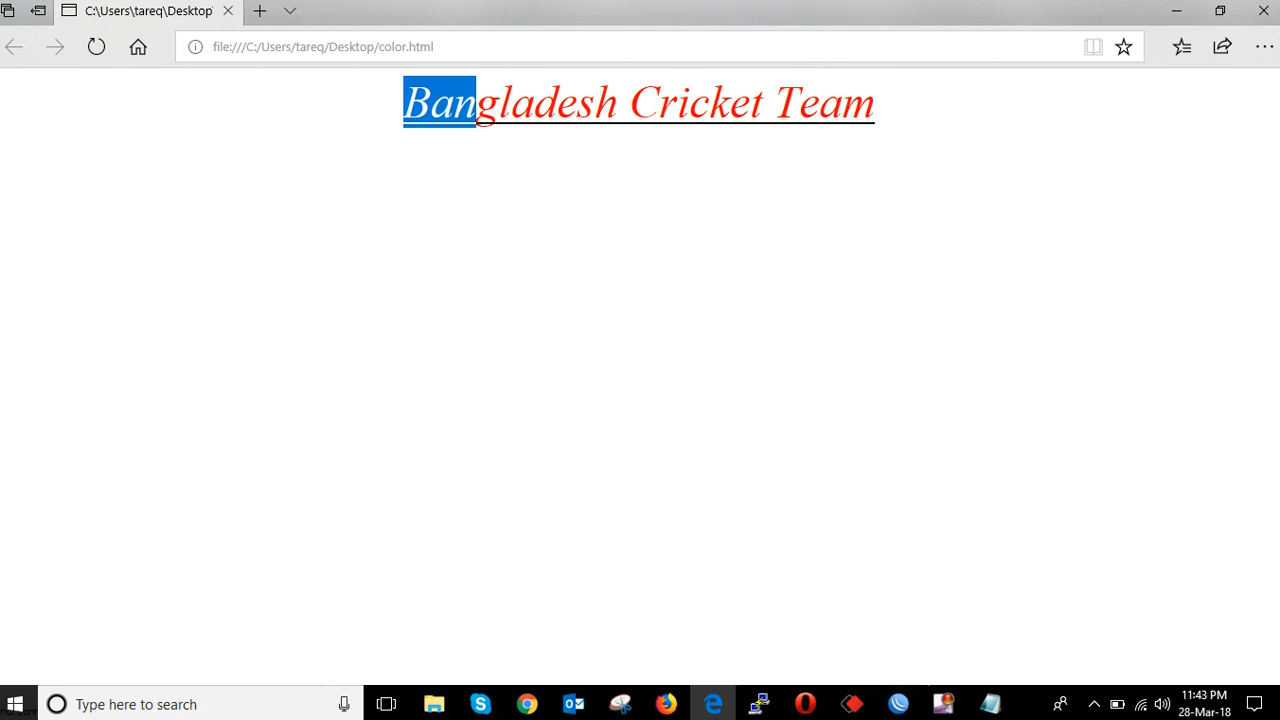 C:\Users\tareq\Desktop\
file:///C:/Users/tareq/Desktop/color.html
Bangladesh Cricket Team
Type here to search
11:43 PM
28-Mar-18